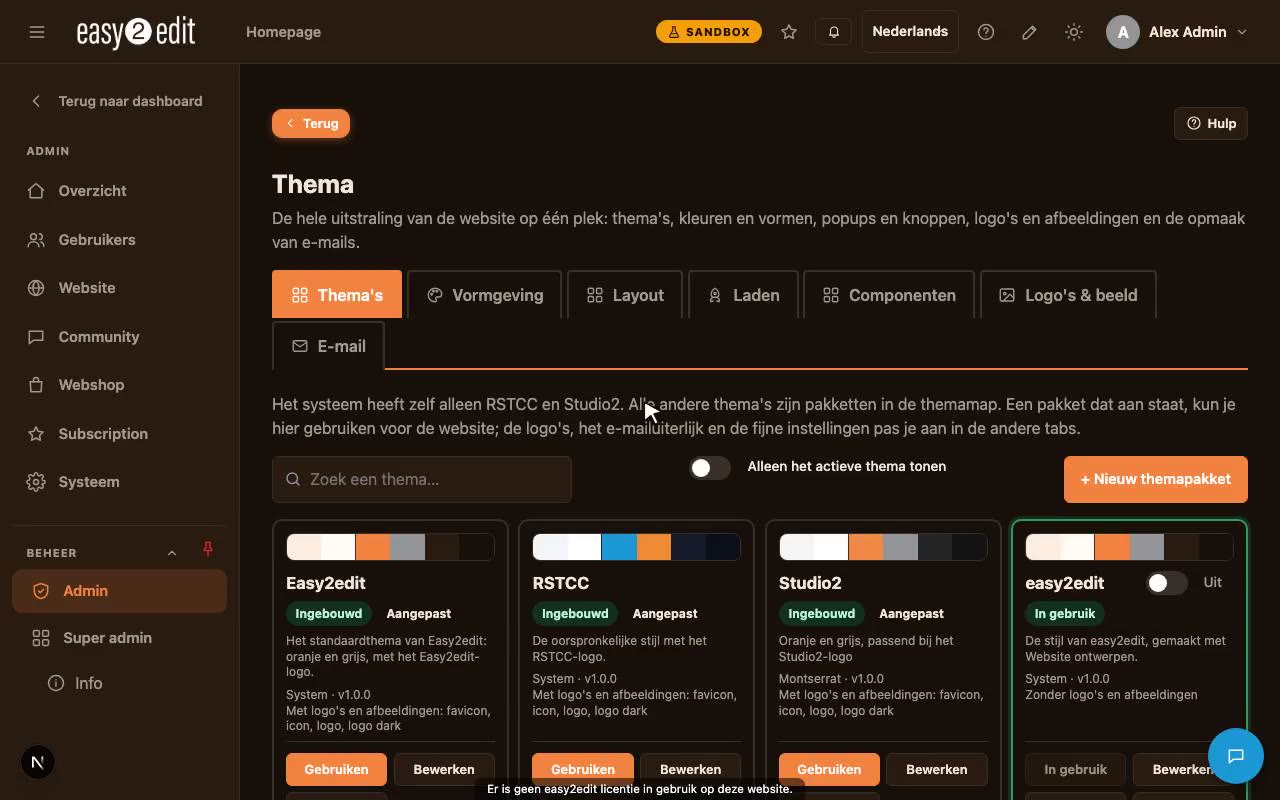 easy2edit
Homepage
SANDBOX
Nederlands
A
Alex Admin
Terug naar dashboard
ADMIN
Overzicht
Gebruikers
Website
Community
Webshop
Subscription
Systeem
BEHEER
Admin
Super admin
Info
N
Terug
Hulp
Thema
De hele uitstraling van de website op één plek: thema's, kleuren en vormen, popups en knoppen, logo's en afbeeldingen en de opmaak
van e-mails.
Thema's
Vormgeving
Layout
Laden
Componenten
Logo's & beeld
E-mail
Het systeem heeft zelf alleen RSTCC en Studio2. Alle andere thema's zijn pakketten in de themamap. Een pakket dat aan staat, kun je
hier gebruiken voor de website; de logo's, het e-mailuiterlijk en de fijne instellingen pas je aan in de andere tabs.
Zoek een thema...
Alleen het actieve thema tonen
+ Nieuw themapakket
Easy2edit
Ingebouwd Aangepast
Het standaardthema van Easy2edit:
oranje en grijs, met het Easy2edit-
logo.
System · v1.0.0
Met logo's en afbeeldingen: favicon,
icon, logo, logo dark
Gebruiken Bewerken
RSTCC
Ingebouwd Aangepast
De oorspronkelijke stijl met het
RSTCC-logo.
System · v1.0.0
Met logo's en afbeeldingen: favicon,
icon, logo, logo dark
Gebruiken Bewerken
Studio2
Ingebouwd Aangepast
Oranje en grijs, passend bij het
Studio2-logo
Montserrat · v1.0.0
Met logo's en afbeeldingen: favicon,
icon, logo, logo dark
Gebruiken Bewerken
easy2edit Uit
In gebruik
De stijl van easy2edit, gemaakt met
Website ontwerpen.
System · v1.0.0
Zonder logo's en afbeeldingen
In gebruik Bewerken
Er is geen easy2edit licentie in gebruik op deze website.